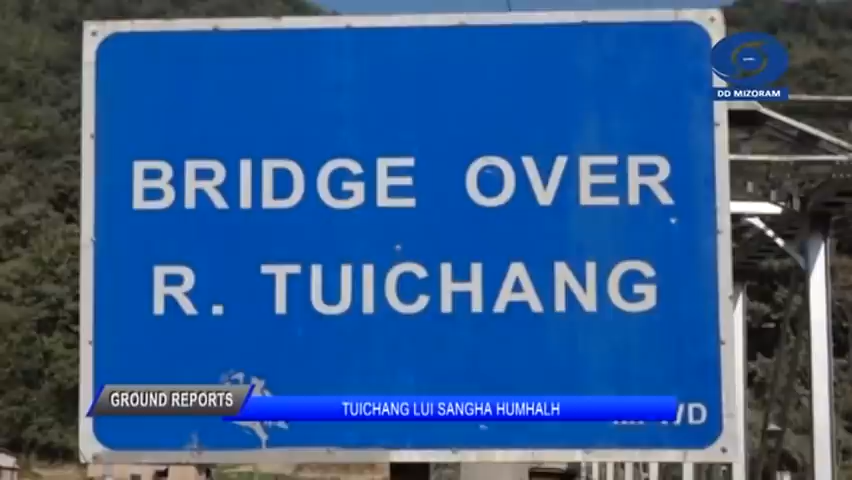 DD MIZORAM
BRIDGE OVER
R. TUICHANG
GROUND REPORTS
TUICHANG LUI SANGHA HUMHALH